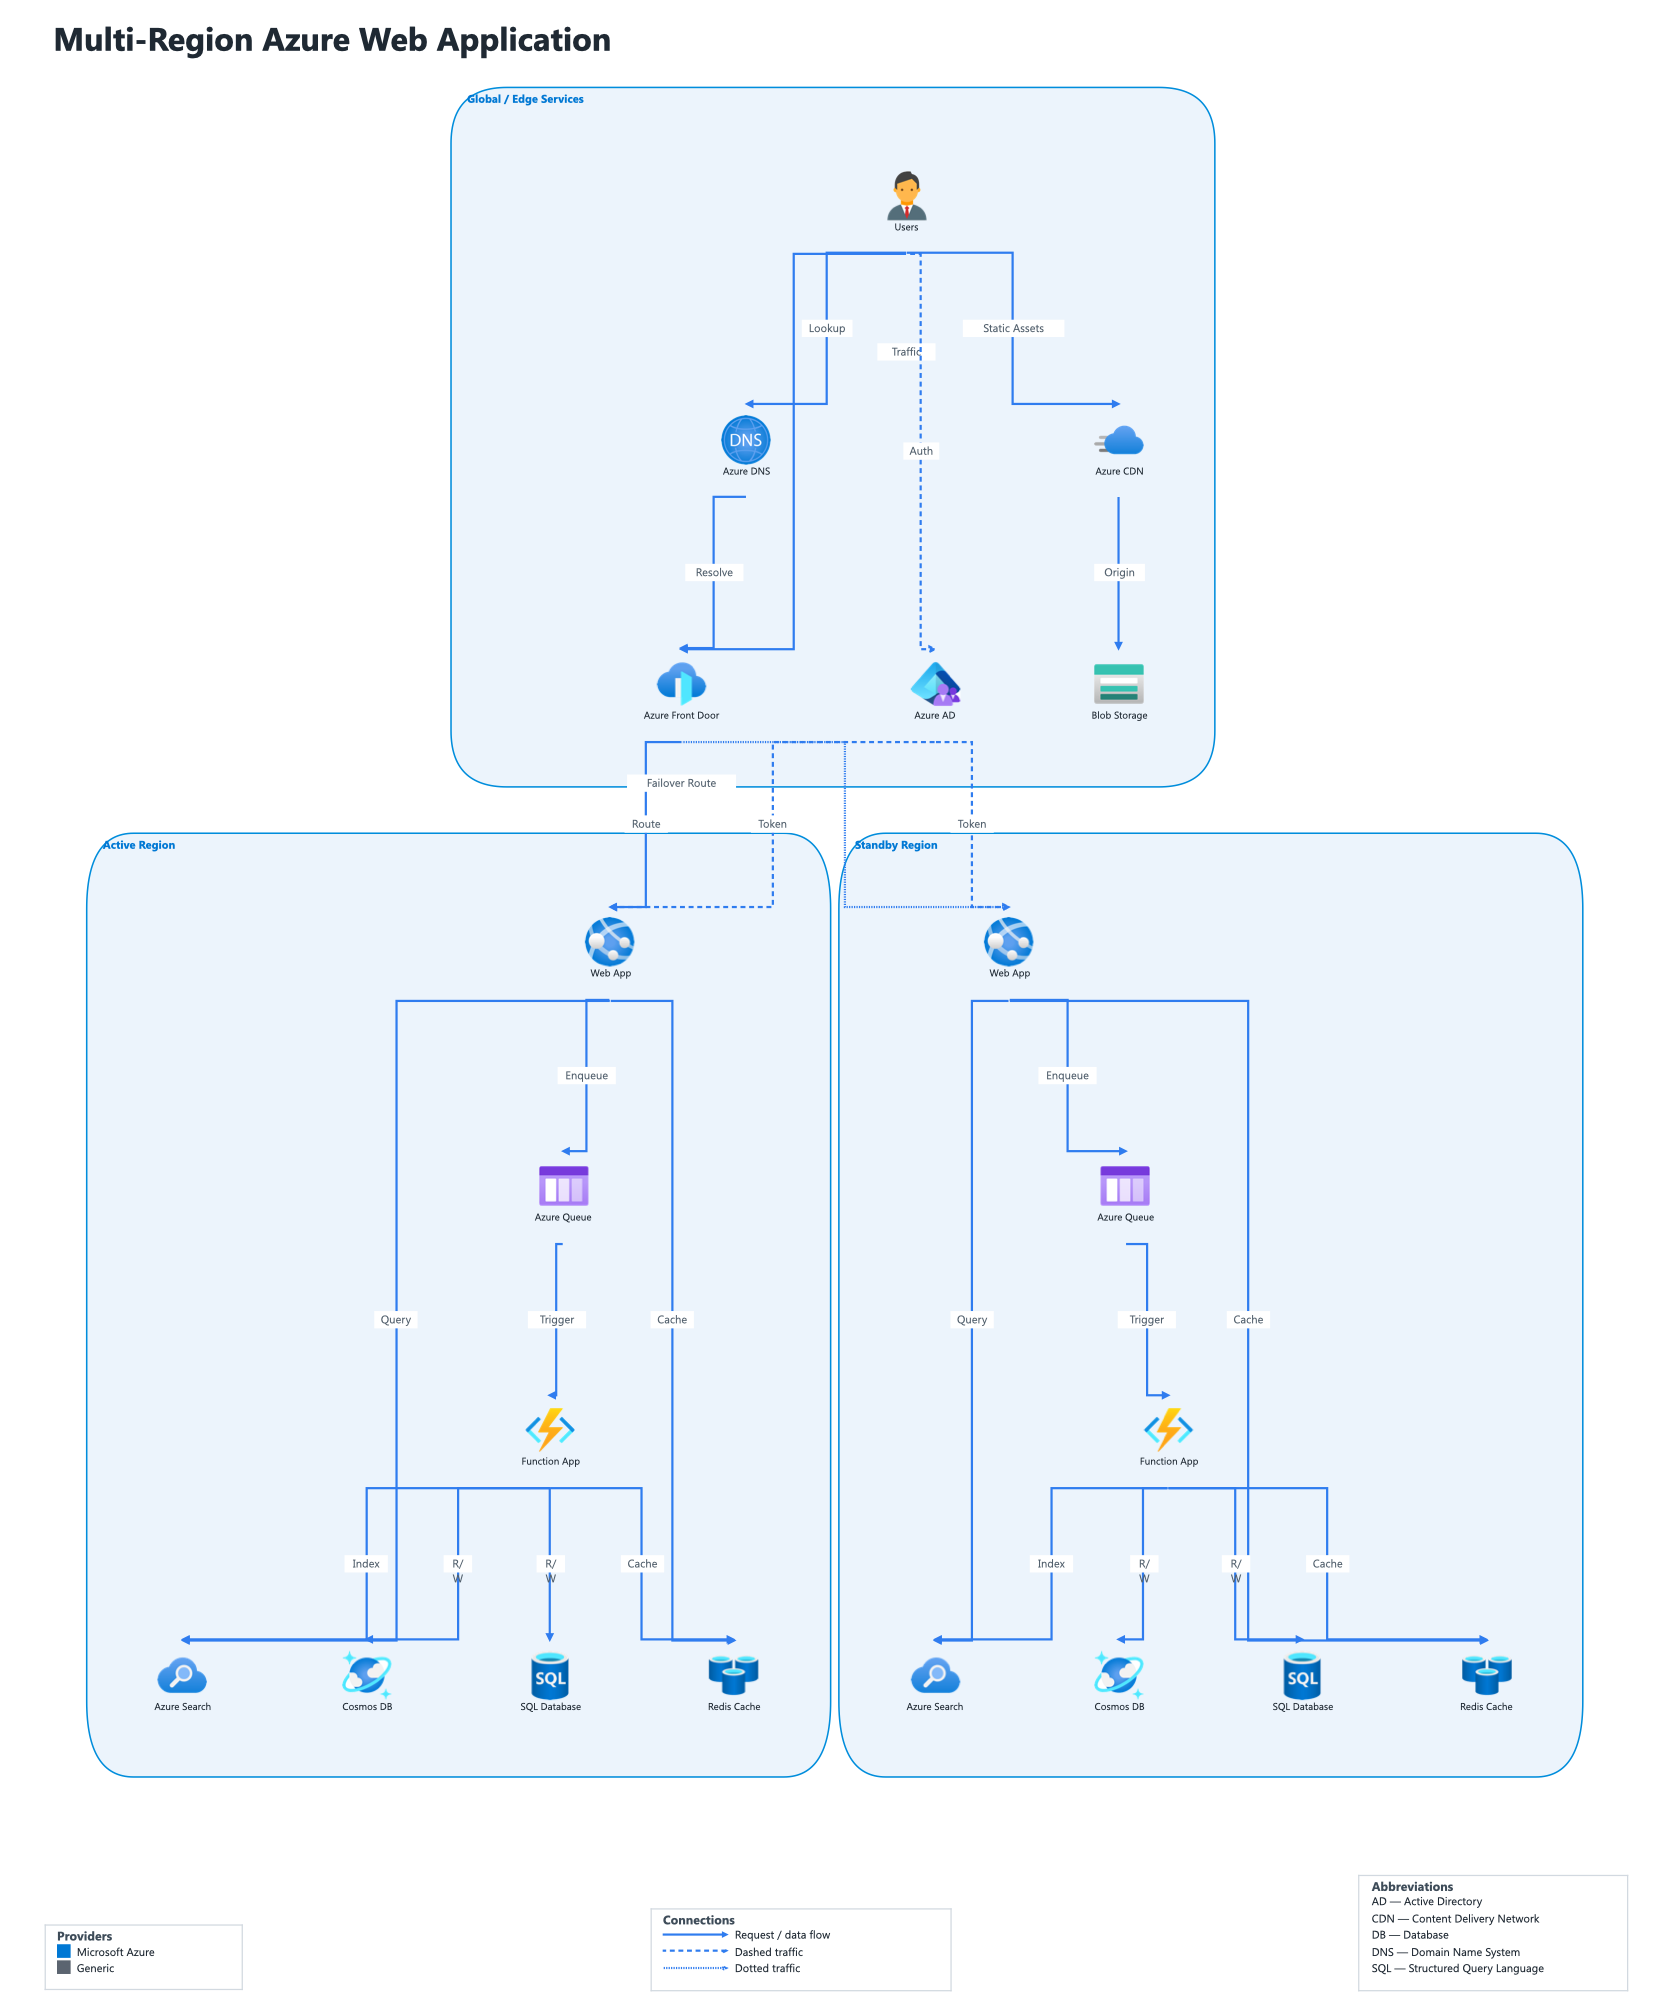 Multi-Region Azure Web Application
Global / Edge Services
Users
Lookup
Static Assets
Traffic
DNS
Auth
Azure DNS
Azure CDN
Resolve
Origin
Azure Front Door
Azure AD
Blob Storage
Failover Route
Route
Token
Token
Active Region
Standby Region
Web App
Web App
Enqueue
Enqueue
Azure Queue
Azure Queue
Query
Trigger
Cache
Query
Trigger
Cache
Function App
Function App
Index
R/
W
R/
W
Cache
Index
R/
W
R/
W
Cache
SQL
SQL
Azure Search
Cosmos DB
SQL Database
Redis Cache
Azure Search
Cosmos DB
SQL Database
Redis Cache
Providers
Microsoft Azure
Generic
Connections
Request / data flow
Dashed traffic
Dotted traffic
Abbreviations
AD — Active Directory
CDN — Content Delivery Network
DB — Database
DNS — Domain Name System
SQL — Structured Query Language